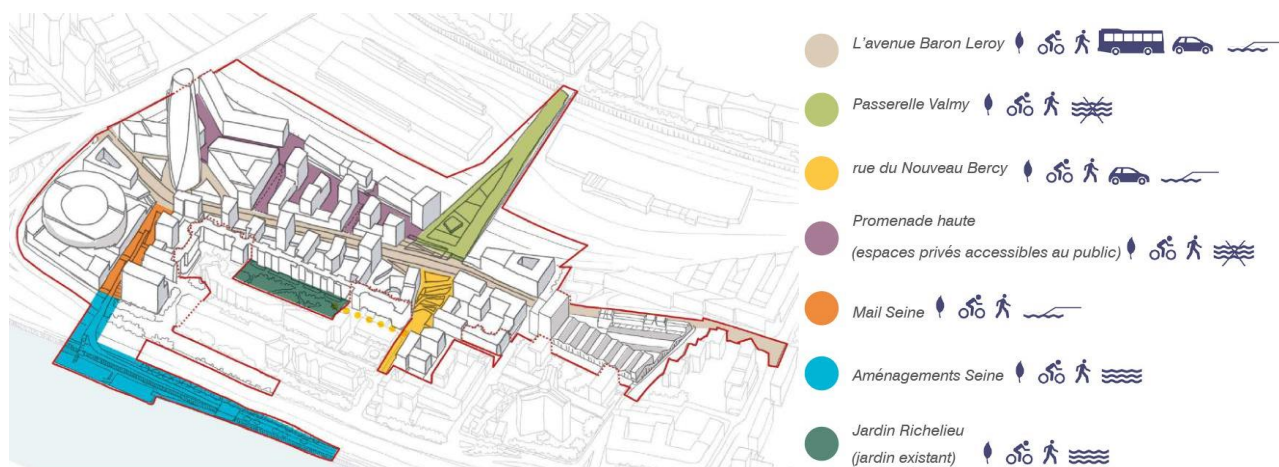 L'avenue Baron Leroy
Passerelle Valmy
rue du Nouveau Bercy
Promenade haute
(espaces privés accessibles au public)
Mail Seine
Aménagements Seine
Jardin Richelieu
(jardin existant)